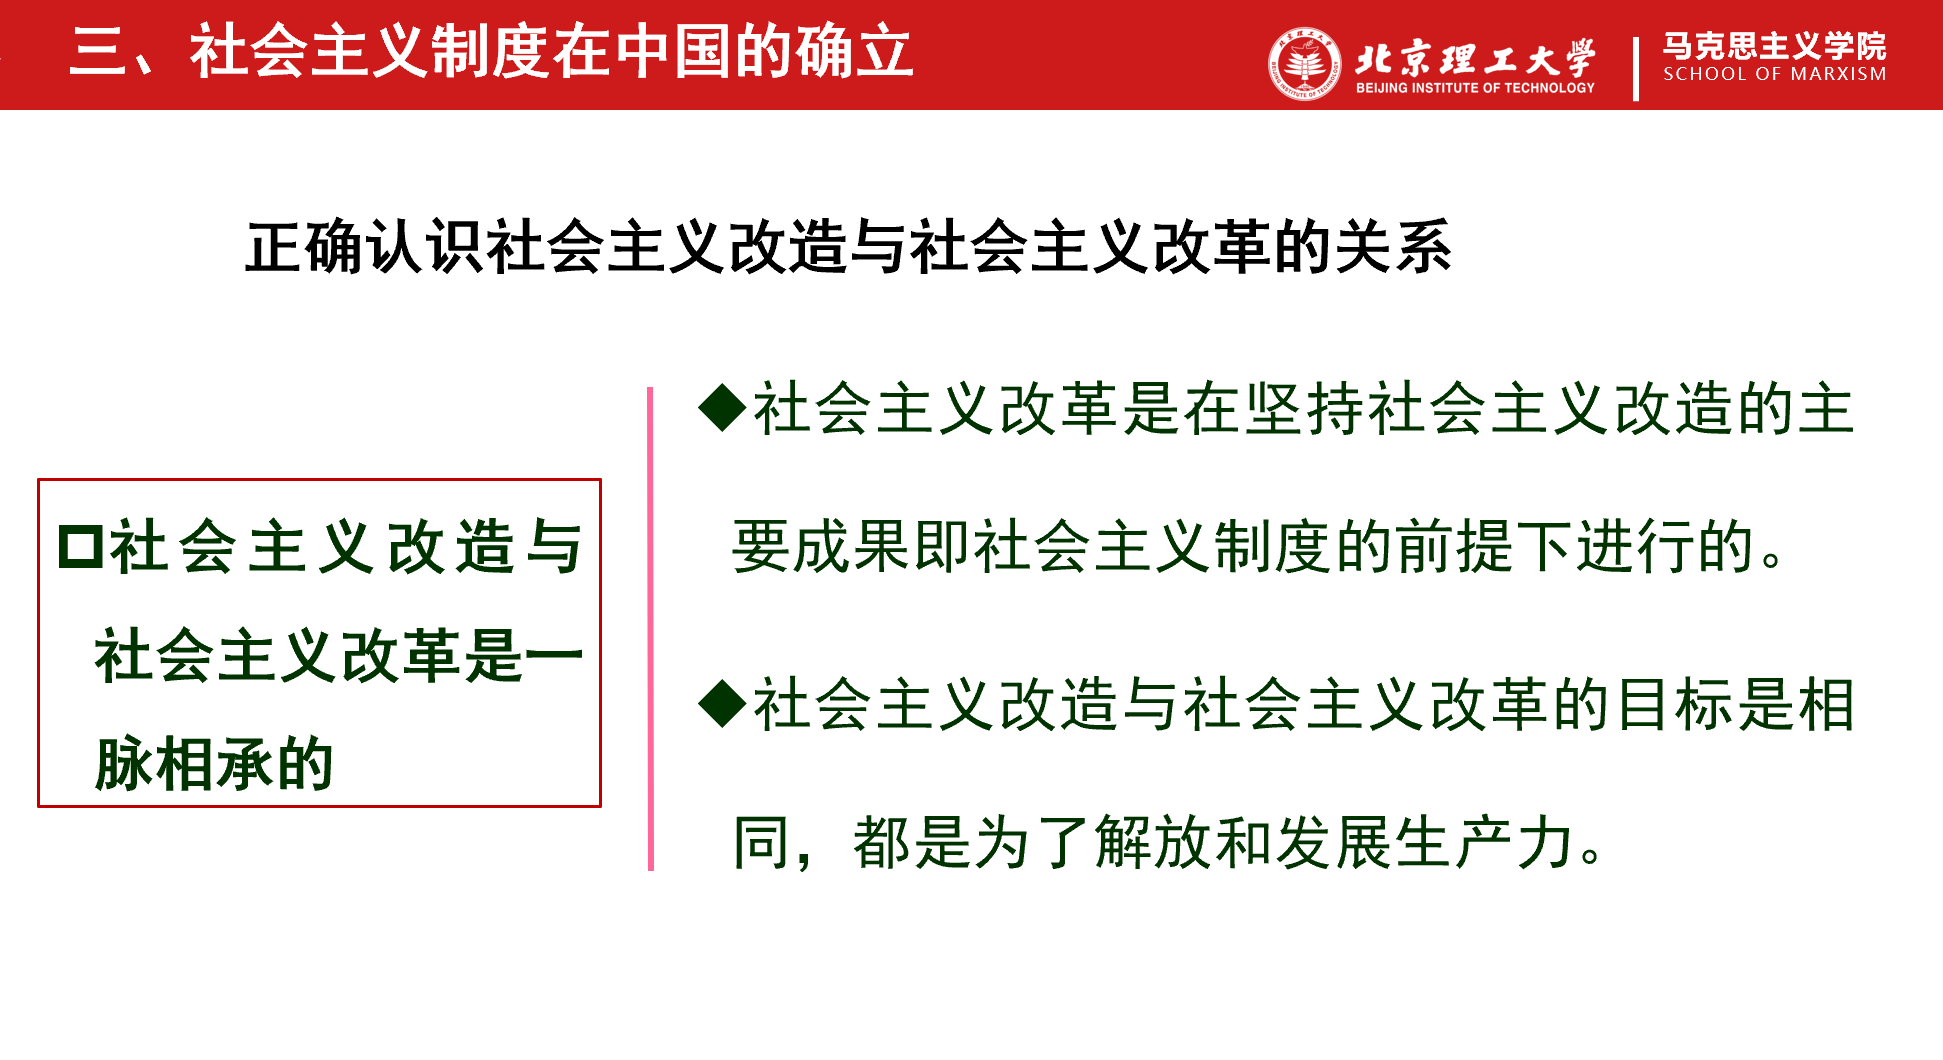 三、社会主义制度在中国的确立
北京理工大学
BEIJING INSTITUTE OF TECHNOLOGY
马克思主义学院
SCHOOL OF MARXISM
正确认识社会主义改造与社会主义改革的关系
社会主义改造与
社会主义改革是一
脉相承的
◆社会主义改革是在坚持社会主义改造的主
要成果即社会主义制度的前提下进行的。
◆社会主义改造与社会主义改革的目标是相
同，都是为了解放和发展生产力。